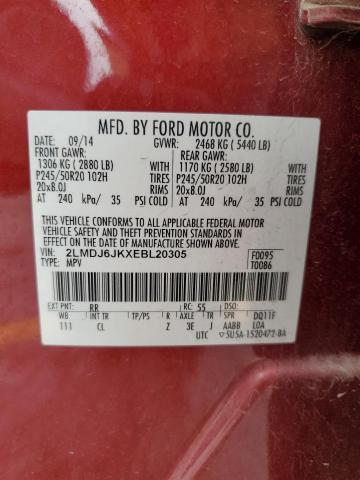 MFD. BY FORD MOTOR CO.
DATE: 09/14 GVWR: 2468 KG ( 5440 LB)
FRONT GAWR: REAR GAWR:
1306 KG ( 2880 LB) 1170 KG ( 2580 LB)
P245/50R20 102H TIRES P245/50R20 102H
20x8.0J RIMS 20x8.0J
AT 240 kPa/ 35 PSI COLD AT 240 kPa/ 35 PSI COLD
THIS VEHICLE CONFORMS TO ALL APPLICABLE FEDERAL MOTOR
VEHICLE SAFETY AND THEFT PREVENTION STANDARDS IN EFFECT
ON THE DATE OF MANUFACTURE SHOWN ABOVE.
VIN: 2LMDJ6JKXEBL20305 F0095
TYPE: MPV T0086
EXT PNT: RR RC: 55 DSO:
WB INT TR TP/PS R AXLE TR SPR DQ11F
111 CL Z 3E J AABB LOA
UTC 5U5A-1520472-BA